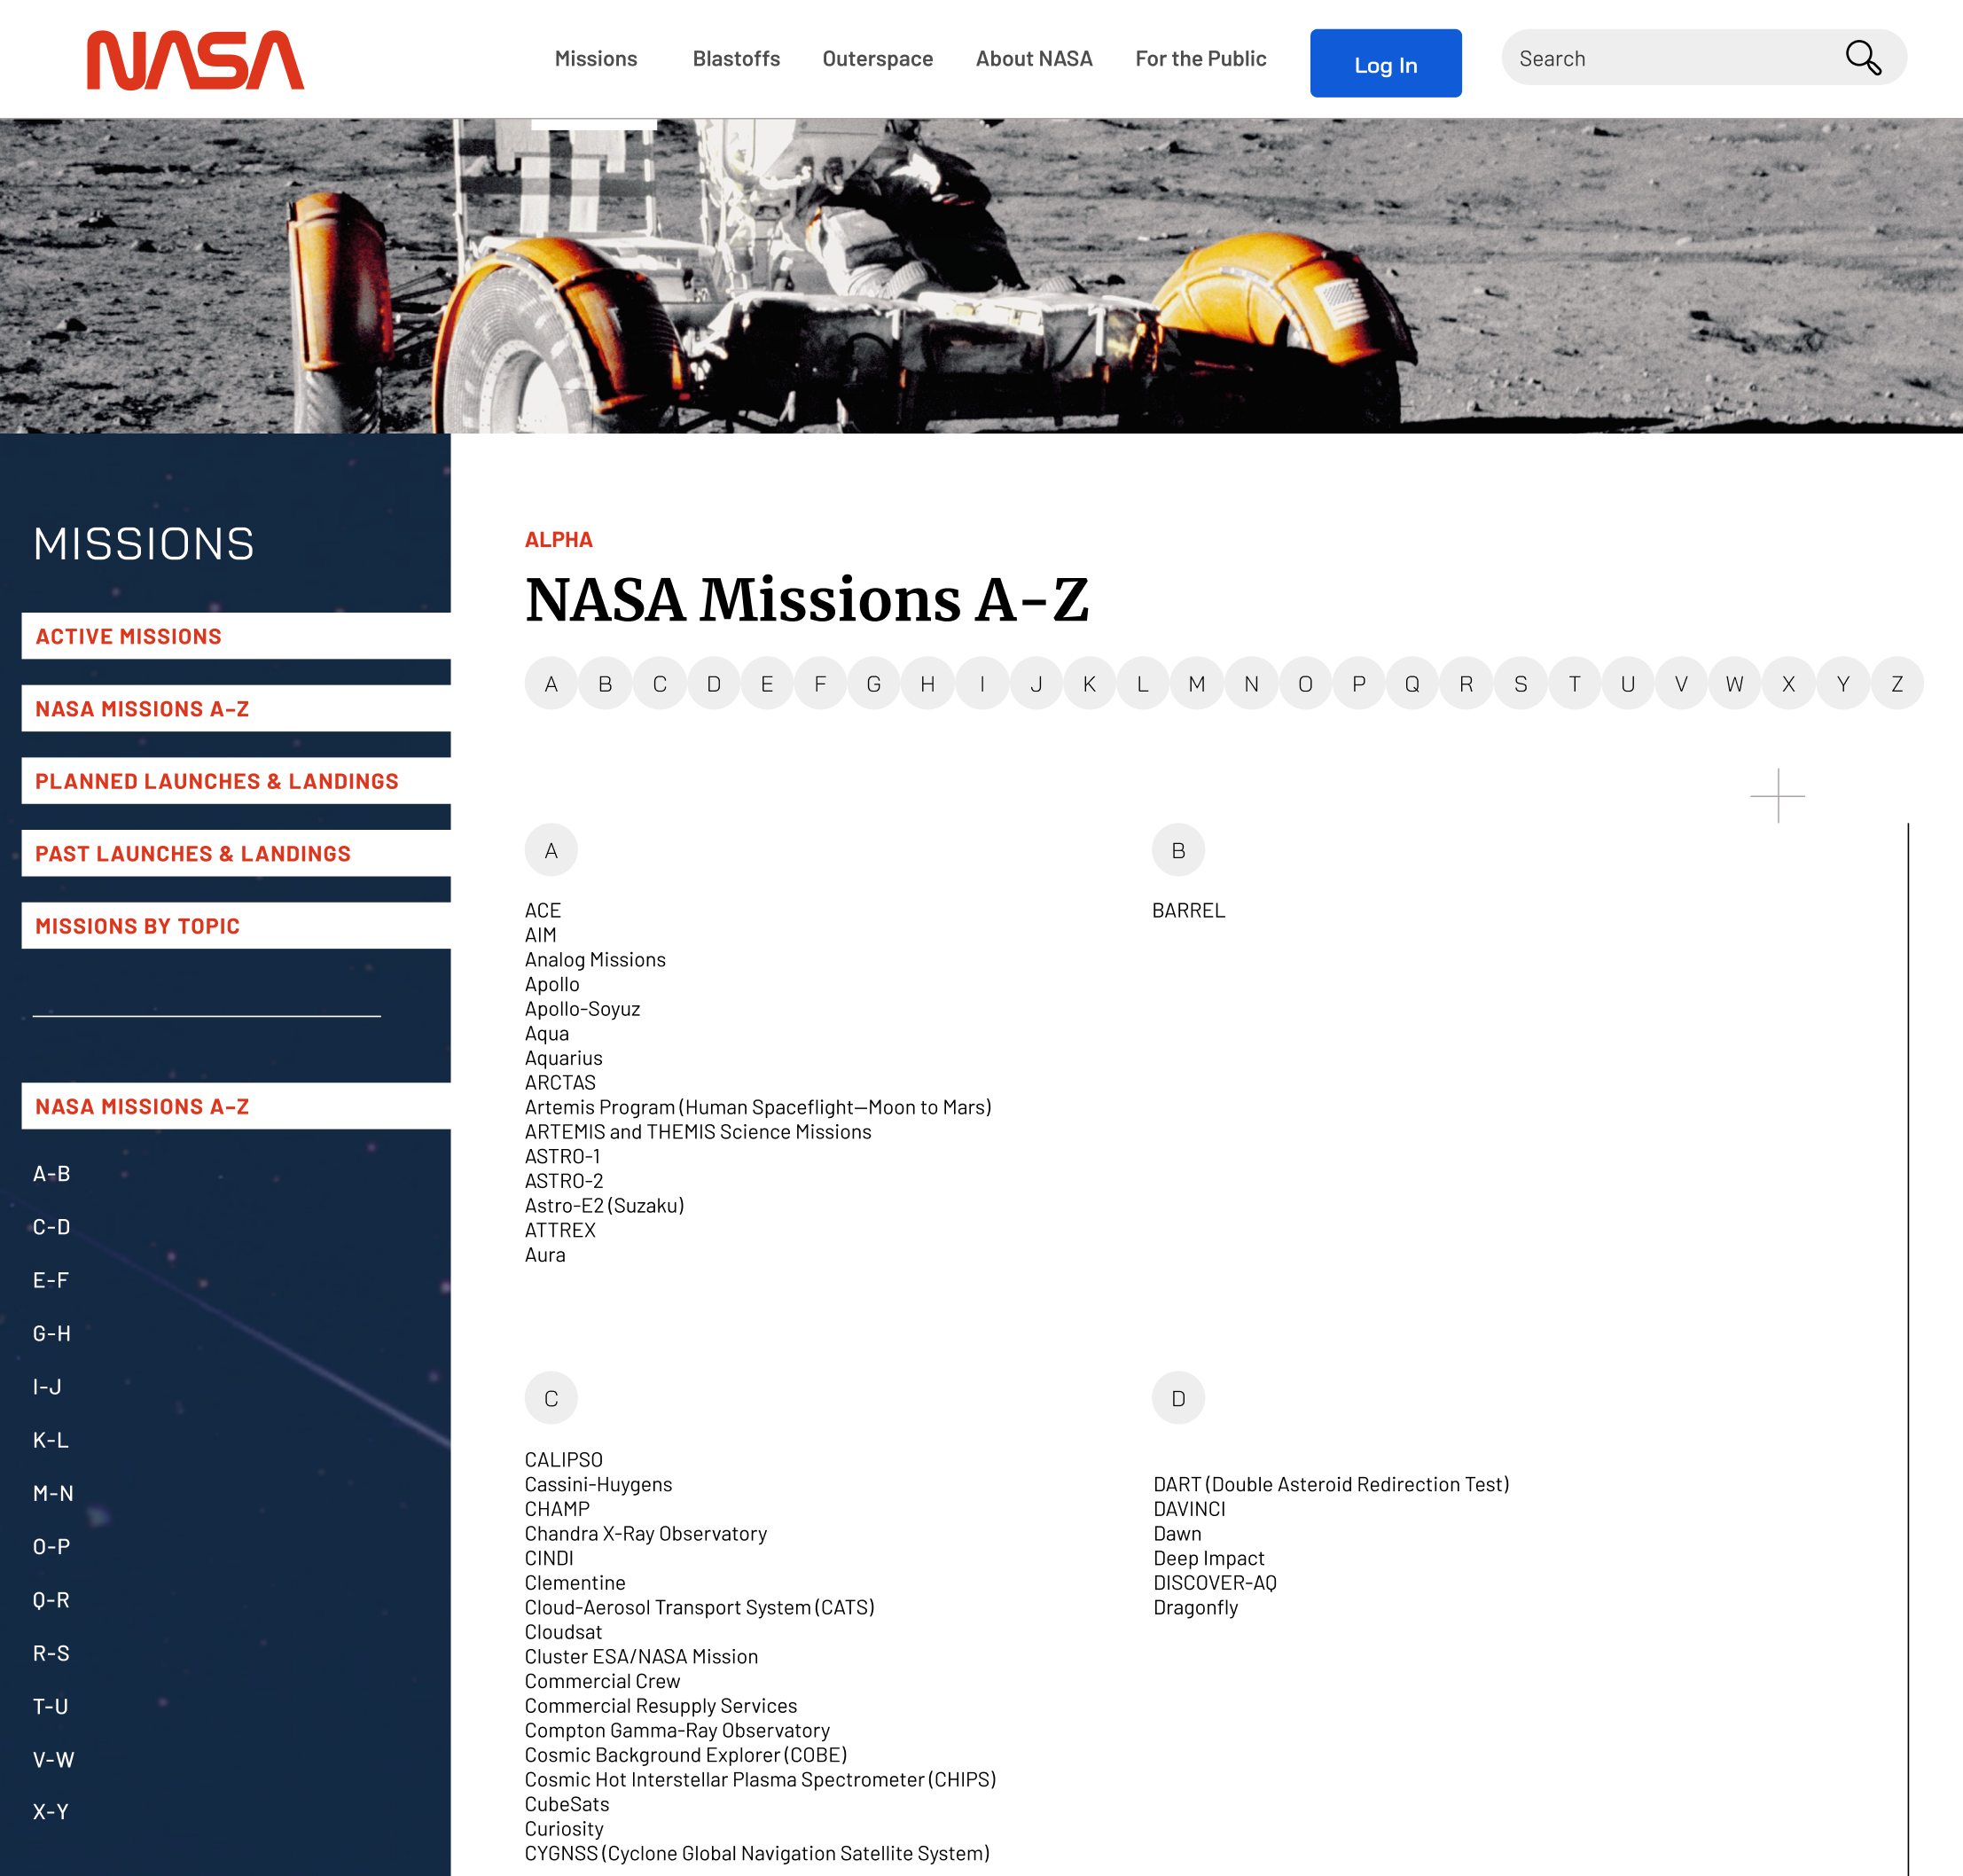 NASA
Missions
Blastoffs
Outerspace
About NASA
For the Public
Log In
Search
MISSIONS
ACTIVE MISSIONS
NASA MISSIONS A-Z
PLANNED LAUNCHES & LANDINGS
PAST LAUNCHES & LANDINGS
MISSIONS BY TOPIC
NASA MISSIONS A-Z
A-B
C-D
E-F
G-H
I-J
K-L
M-N
O-P
Q-R
R-S
T-U
V-W
X-Y
ALPHA
NASA Missions A-Z
A B C D E F G H I J K L M N O P Q R S T U V W X Y Z
A
ACE
AIM
Analog Missions
Apollo
Apollo-Soyuz
Aqua
Aquarius
ARCTAS
Artemis Program (Human Spaceflight—Moon to Mars)
ARTEMIS and THEMIS Science Missions
ASTRO-1
ASTRO-2
Astro-E2 (Suzaku)
ATTREX
Aura
B
BARREL
C
CALIPSO
Cassini-Huygens
CHAMP
Chandra X-Ray Observatory
CINDI
Clementine
Cloud-Aerosol Transport System (CATS)
Cloudsat
Cluster ESA/NASA Mission
Commercial Crew
Commercial Resupply Services
Compton Gamma-Ray Observatory
Cosmic Background Explorer (COBE)
Cosmic Hot Interstellar Plasma Spectrometer (CHIPS)
CubeSats
Curiosity
CYGNSS (Cyclone Global Navigation Satellite System)
D
DART (Double Asteroid Redirection Test)
DAVINCI
Dawn
Deep Impact
DISCOVER-AQ
Dragonfly